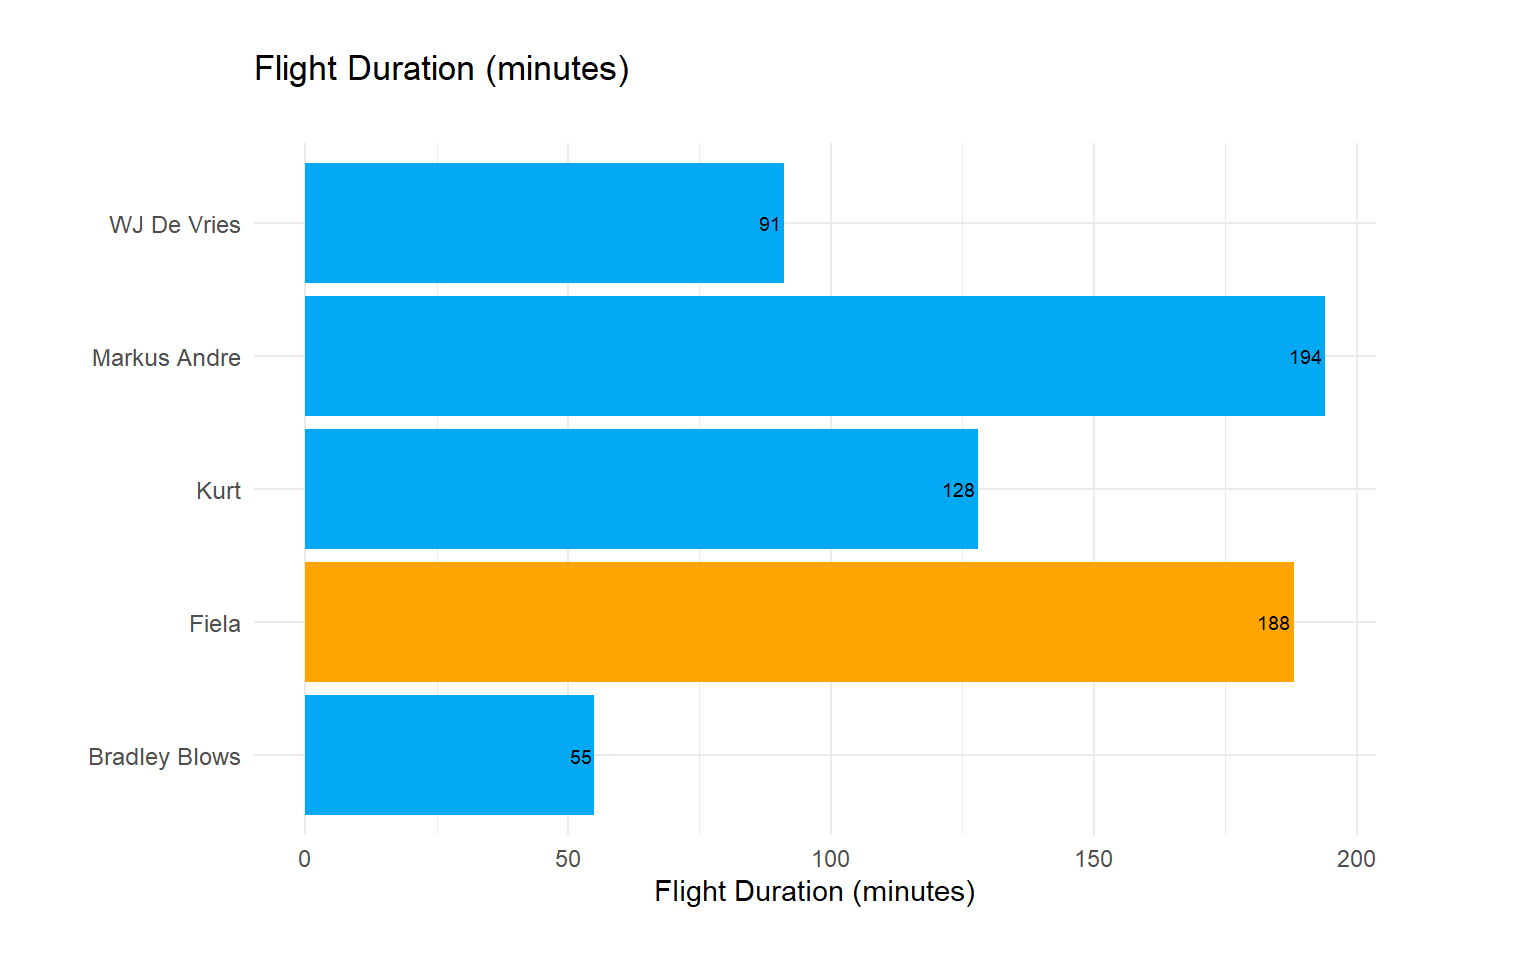 Flight Duration (minutes)
WJ De Vries
91
Markus Andre
194
Kurt
128
Fiela
188
Bradley Blows
55
0 50 100 150 200
Flight Duration (minutes)